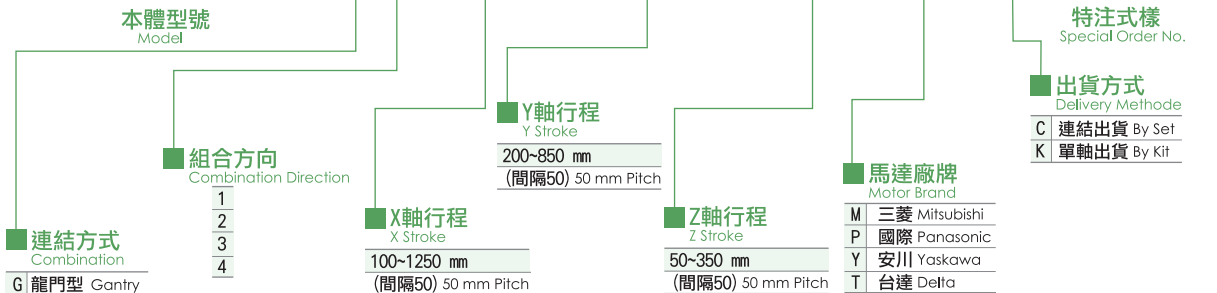 本體型號
Model
特注式樣
Special Order No.
出貨方式
Delivery Methode
C 連結出貨 By Set
K 單軸出貨 By Kit
Y軸行程
Y Stroke
200~850 mm
(間隔50) 50 mm Pitch
組合方向
Combination Direction
1
2
3
4
馬達廠牌
Motor Brand
M 三菱 Mitsubishi
P 國際 Panasonic
Y 安川 Yaskawa
T 台達 Delta
X軸行程
X Stroke
100~1250 mm
(間隔50) 50 mm Pitch
Z軸行程
Z Stroke
50~350 mm
(間隔50) 50 mm Pitch
連結方式
Combination
G 龍門型 Gantry